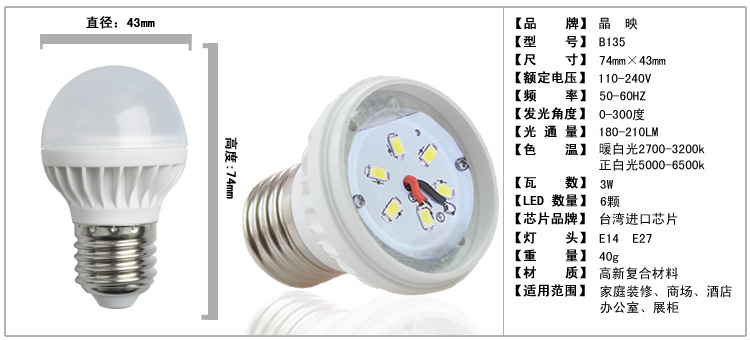 直径：43mm
高度：74mm
【品　　牌】晶　映
【型　　号】B135
【尺　　寸】74mm×43mm
【额定电压】110-240V
【频　　率】50-60HZ
【发光角度】0-300度
【光 通 量】180-210LM
【色　　温】暖白光2700-3200k
正白光5000-6500k
【瓦　　数】3W
【LED 数量】6颗
【芯片品牌】台湾进口芯片
【灯　　头】E14　E27
【重　　量】40g
【材　　质】高新复合材料
【适用范围】家庭装修、商场、酒店
办公室、展柜